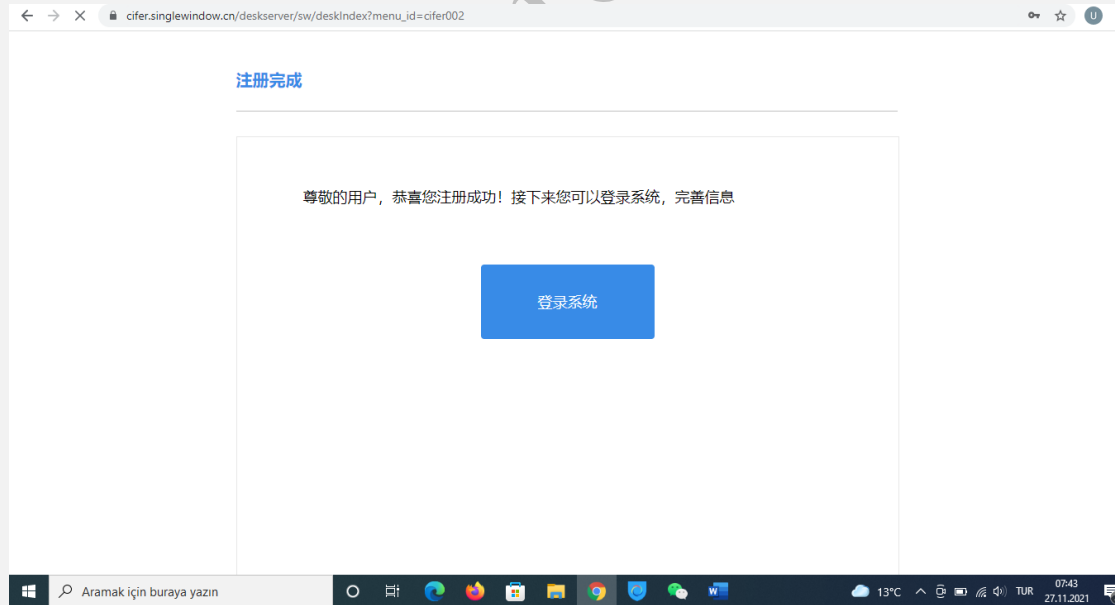 cifer.singlewindow.cn/deskserver/sw/deskIndex?menu_id=cifer002
U
注册完成
尊敬的用户，恭喜您注册成功！接下来您可以登录系统，完善信息
登录系统
Aramak için buraya yazın
13°C
TUR
07:43
27.11.2021